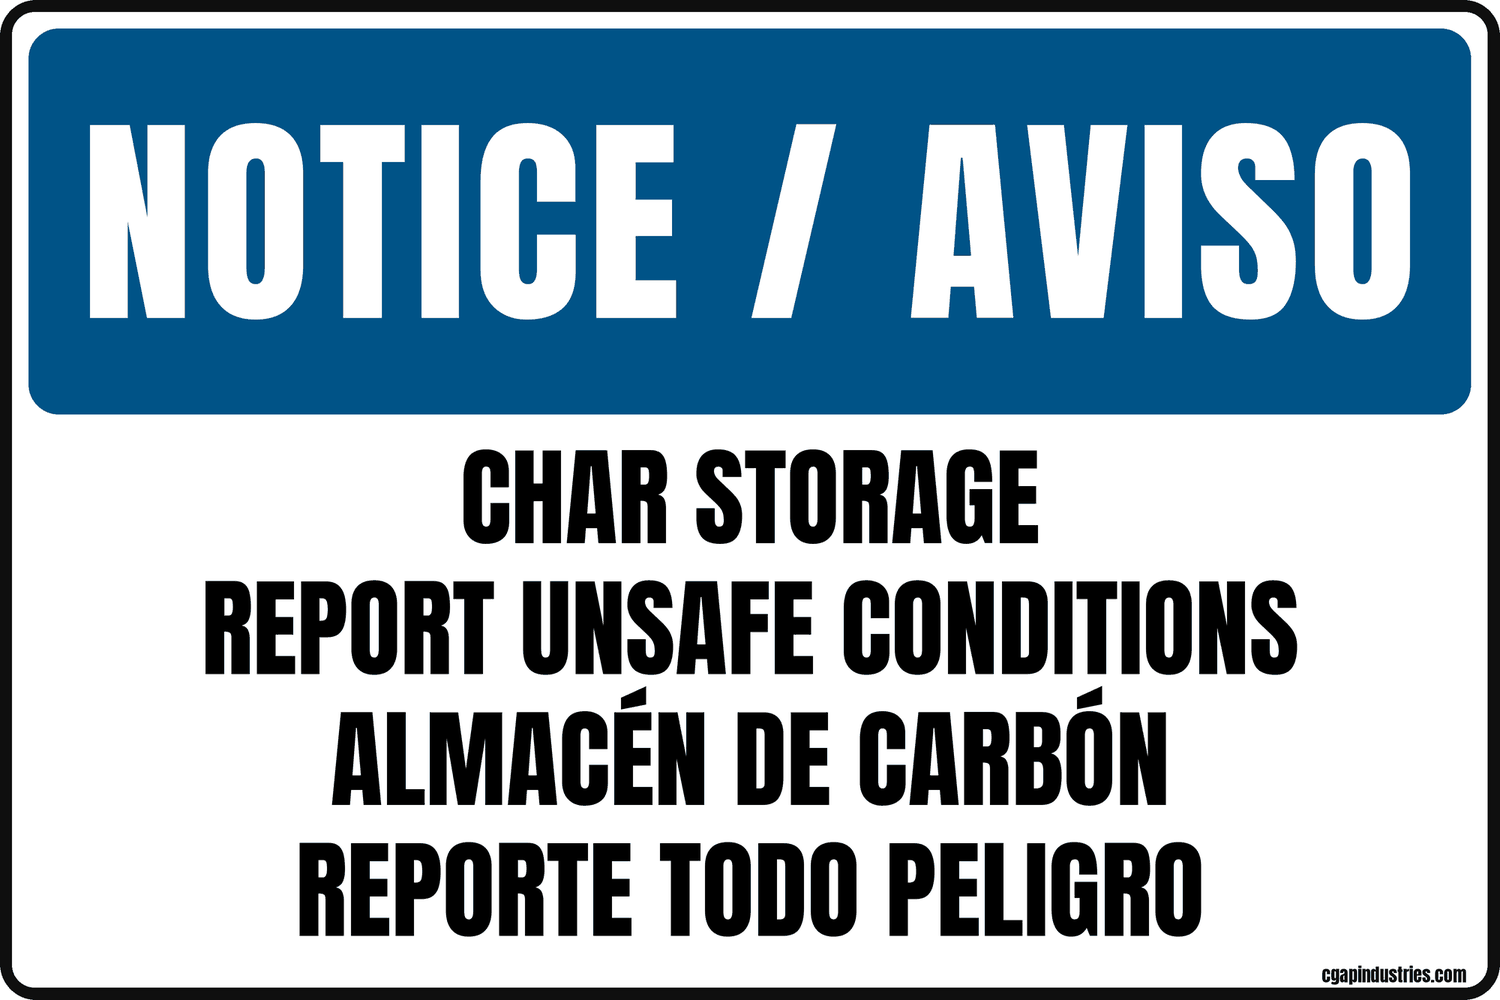 NOTICE / AVISO
CHAR STORAGE
REPORT UNSAFE CONDITIONS
ALMACÉN DE CARBÓN
REPORTE TODO PELIGRO
cgapindustries.com